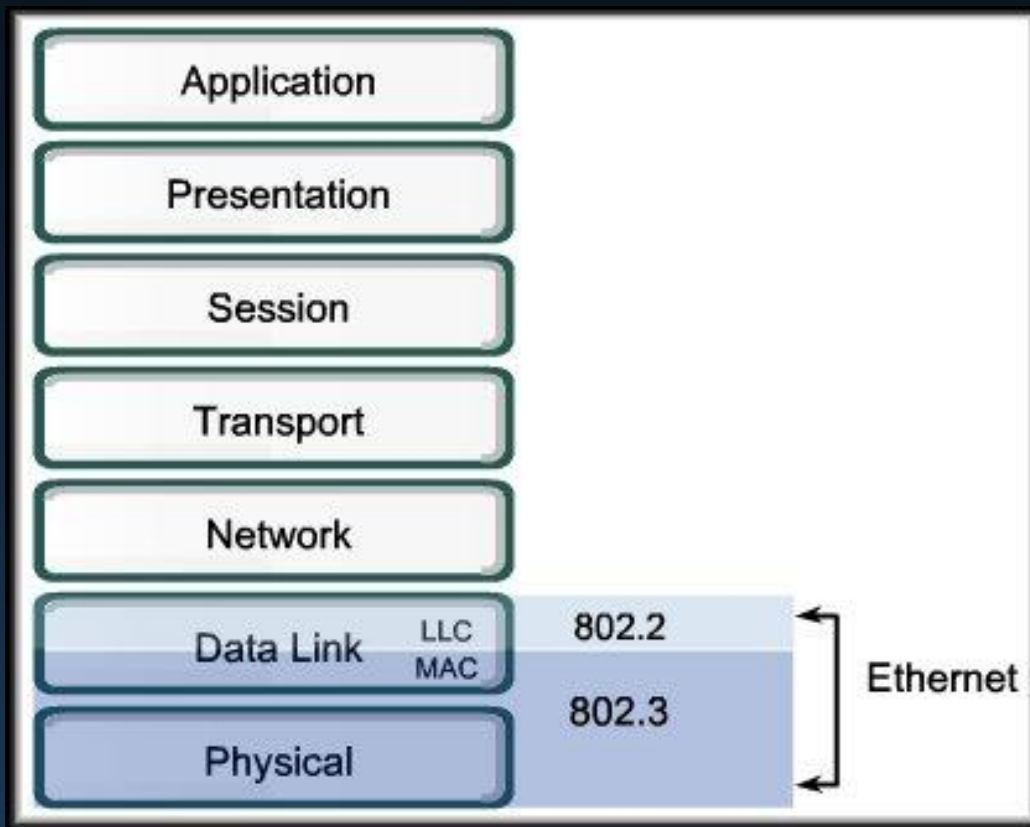 Application
Presentation
Session
Transport
Network
Data Link
LLC
MAC
802.2
802.3
Physical
Ethernet